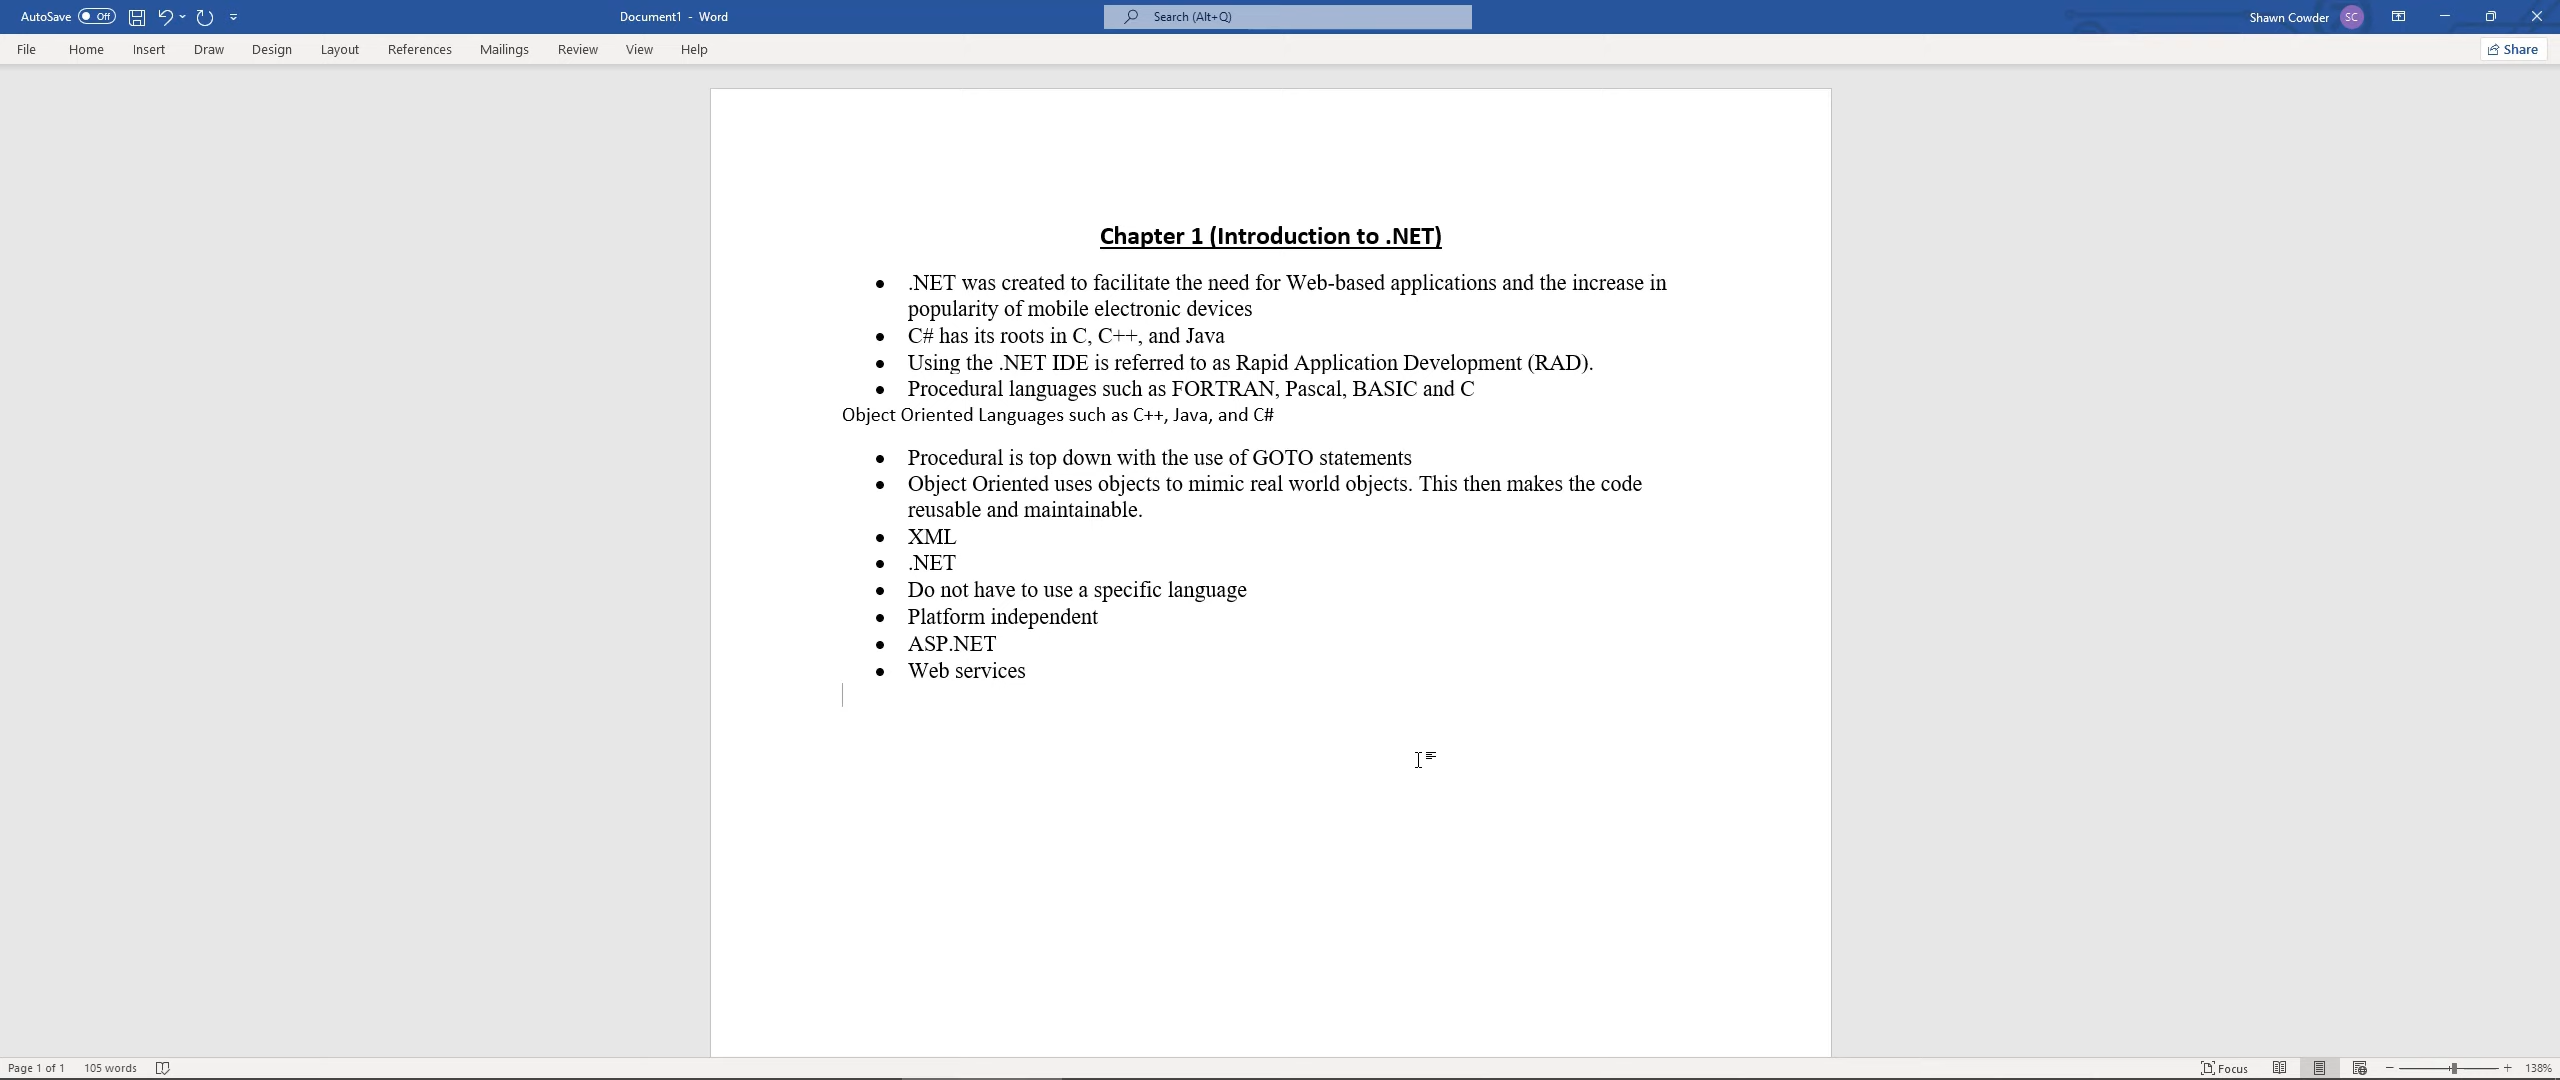 AutoSave Off Document1 - Word Search (Alt+Q) Shawn Cowder SC
File Home Insert Draw Design Layout References Mailings Review View Help Share
Chapter 1 (Introduction to .NET)
• .NET was created to facilitate the need for Web-based applications and the increase in
popularity of mobile electronic devices
• C# has its roots in C, C++, and Java
• Using the .NET IDE is referred to as Rapid Application Development (RAD).
• Procedural languages such as FORTRAN, Pascal, BASIC and C
Object Oriented Languages such as C++, Java, and C#
• Procedural is top down with the use of GOTO statements
• Object Oriented uses objects to mimic real world objects. This then makes the code
reusable and maintainable.
• XML
• .NET
• Do not have to use a specific language
• Platform independent
• ASP.NET
• Web services
Page 1 of 1 105 words Focus 138%